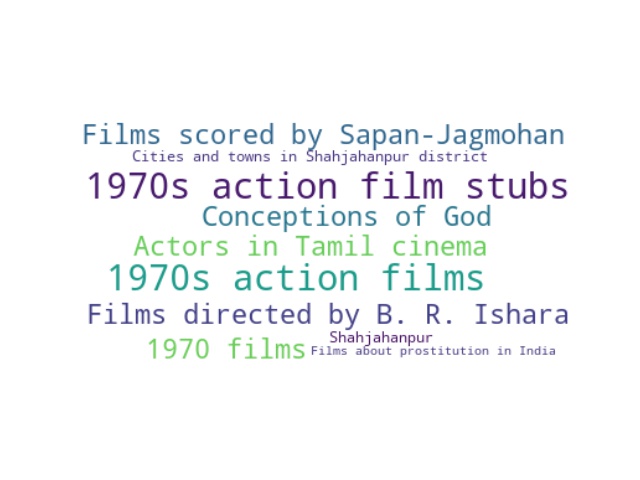 Films scored by Sapan-Jagmohan
Cities and towns in Shahjahanpur district
1970s action film stubs
Conceptions of God
Actors in Tamil cinema
1970s action films
Films directed by B. R. Ishara
Shahjahanpur
1970 films
Films about prostitution in India